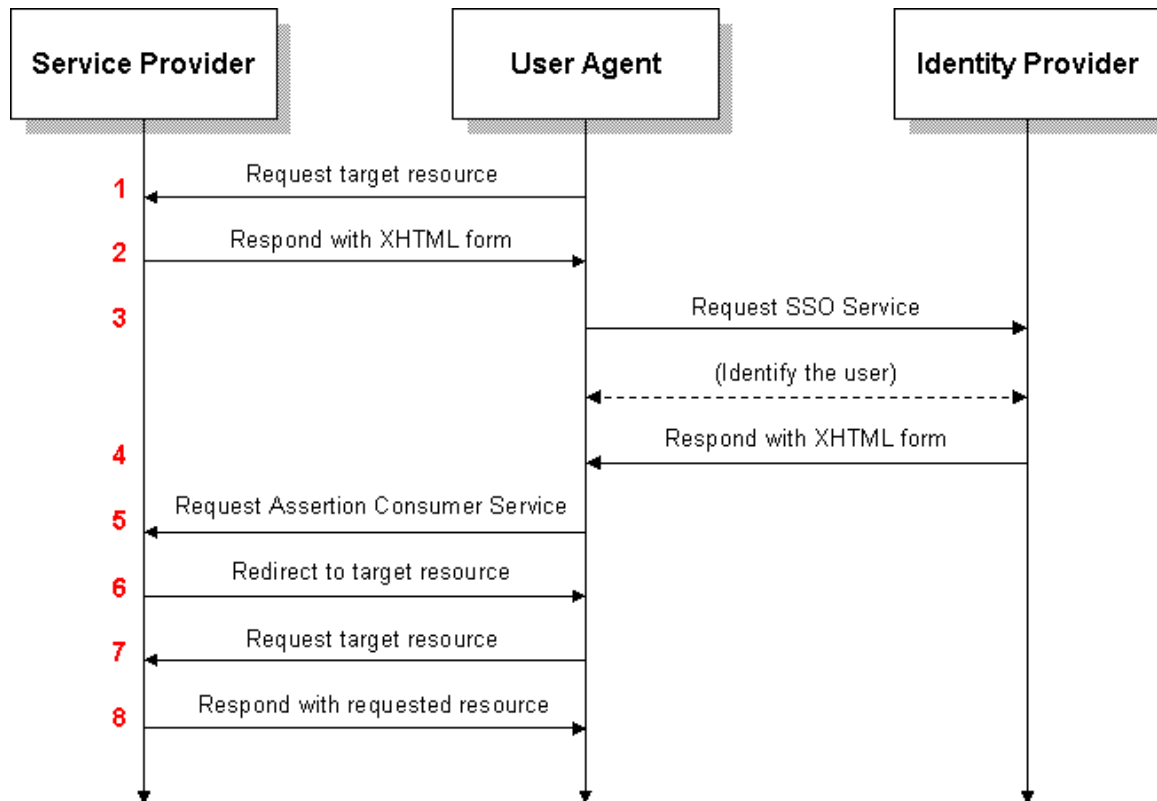 Service Provider
User Agent
Identity Provider
1
Request target resource
2
Respond with XHTML form
3
Request SSO Service
(Identify the user)
4
Respond with XHTML form
5
Request Assertion Consumer Service
6
Redirect to target resource
7
Request target resource
8
Respond with requested resource